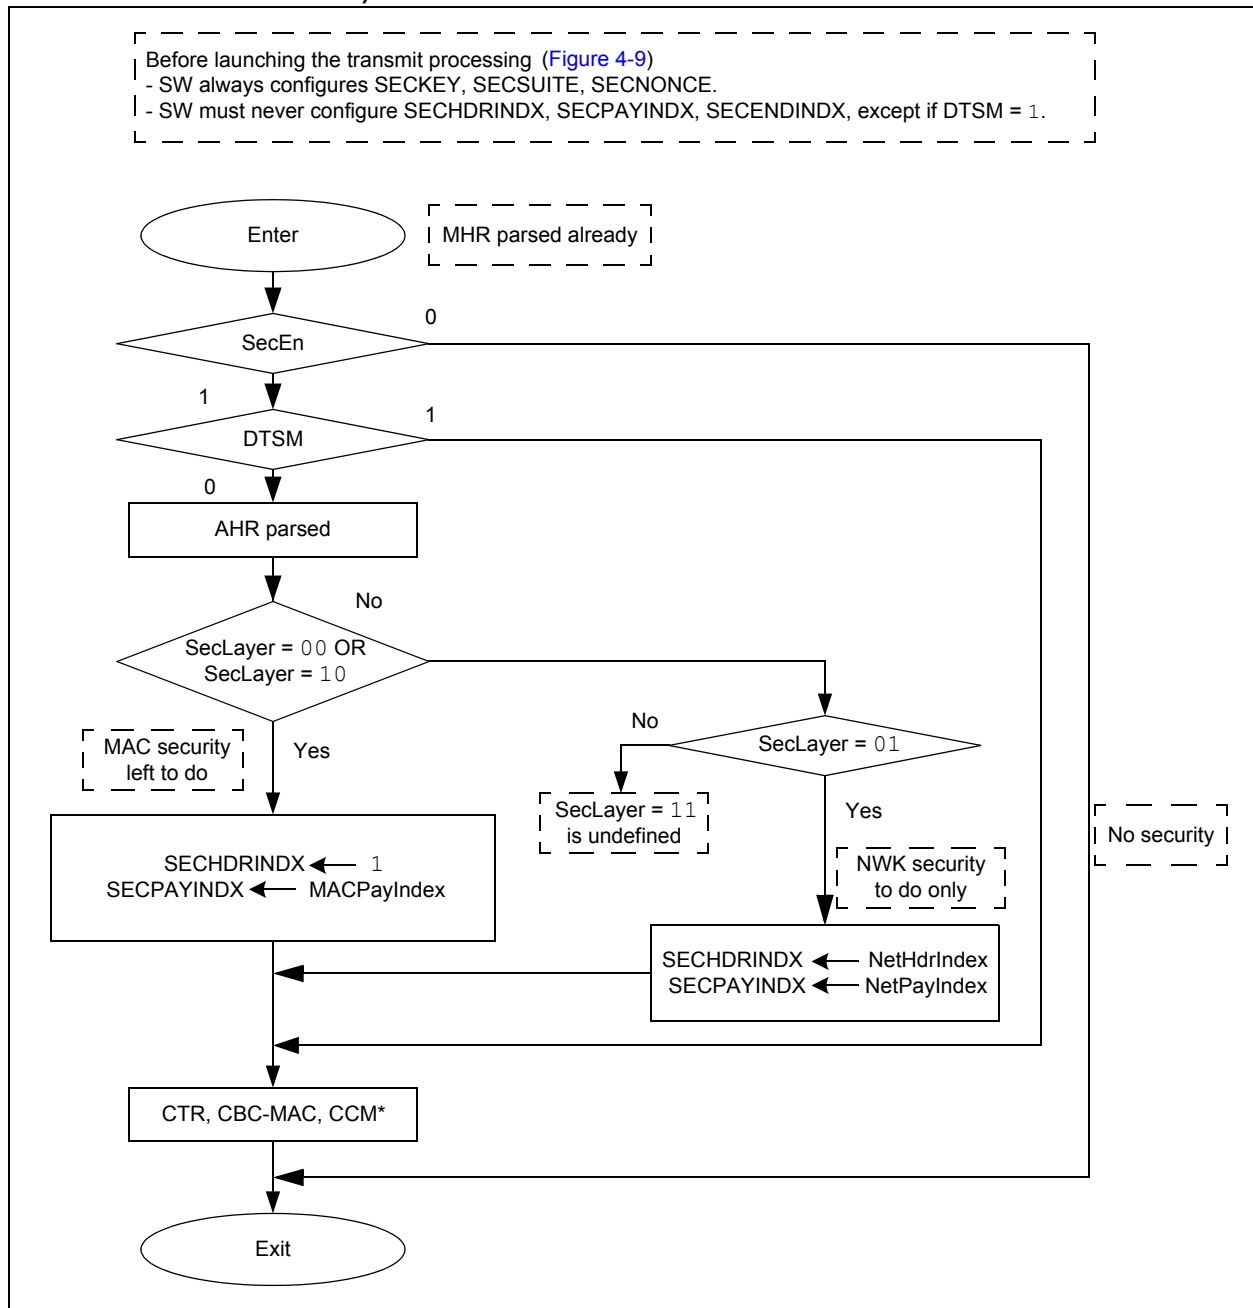 Before launching the transmit processing (Figure 4-9)
- SW always configures SECKEY, SECSUITE, SECNONCE.
- SW must never configure SECHDRINDX, SECPAYINDX, SECENDINDX, except if DTSM = 1.
Enter
MHR parsed already
0
SecEn
1
1
DTSM
0
AHR parsed
No
SecLayer = 00 OR
SecLayer = 10
No
SecLayer = 01
MAC security
left to do
Yes
SecLayer = 11
is undefined
Yes
No security
SECHDRINDX ← 1
SECPAYINDX ← MACPayIndex
NWK security
to do only
SECHDRINDX ← NetHdrIndex
SECPAYINDX ← NetPayIndex
CTR, CBC-MAC, CCM*
Exit